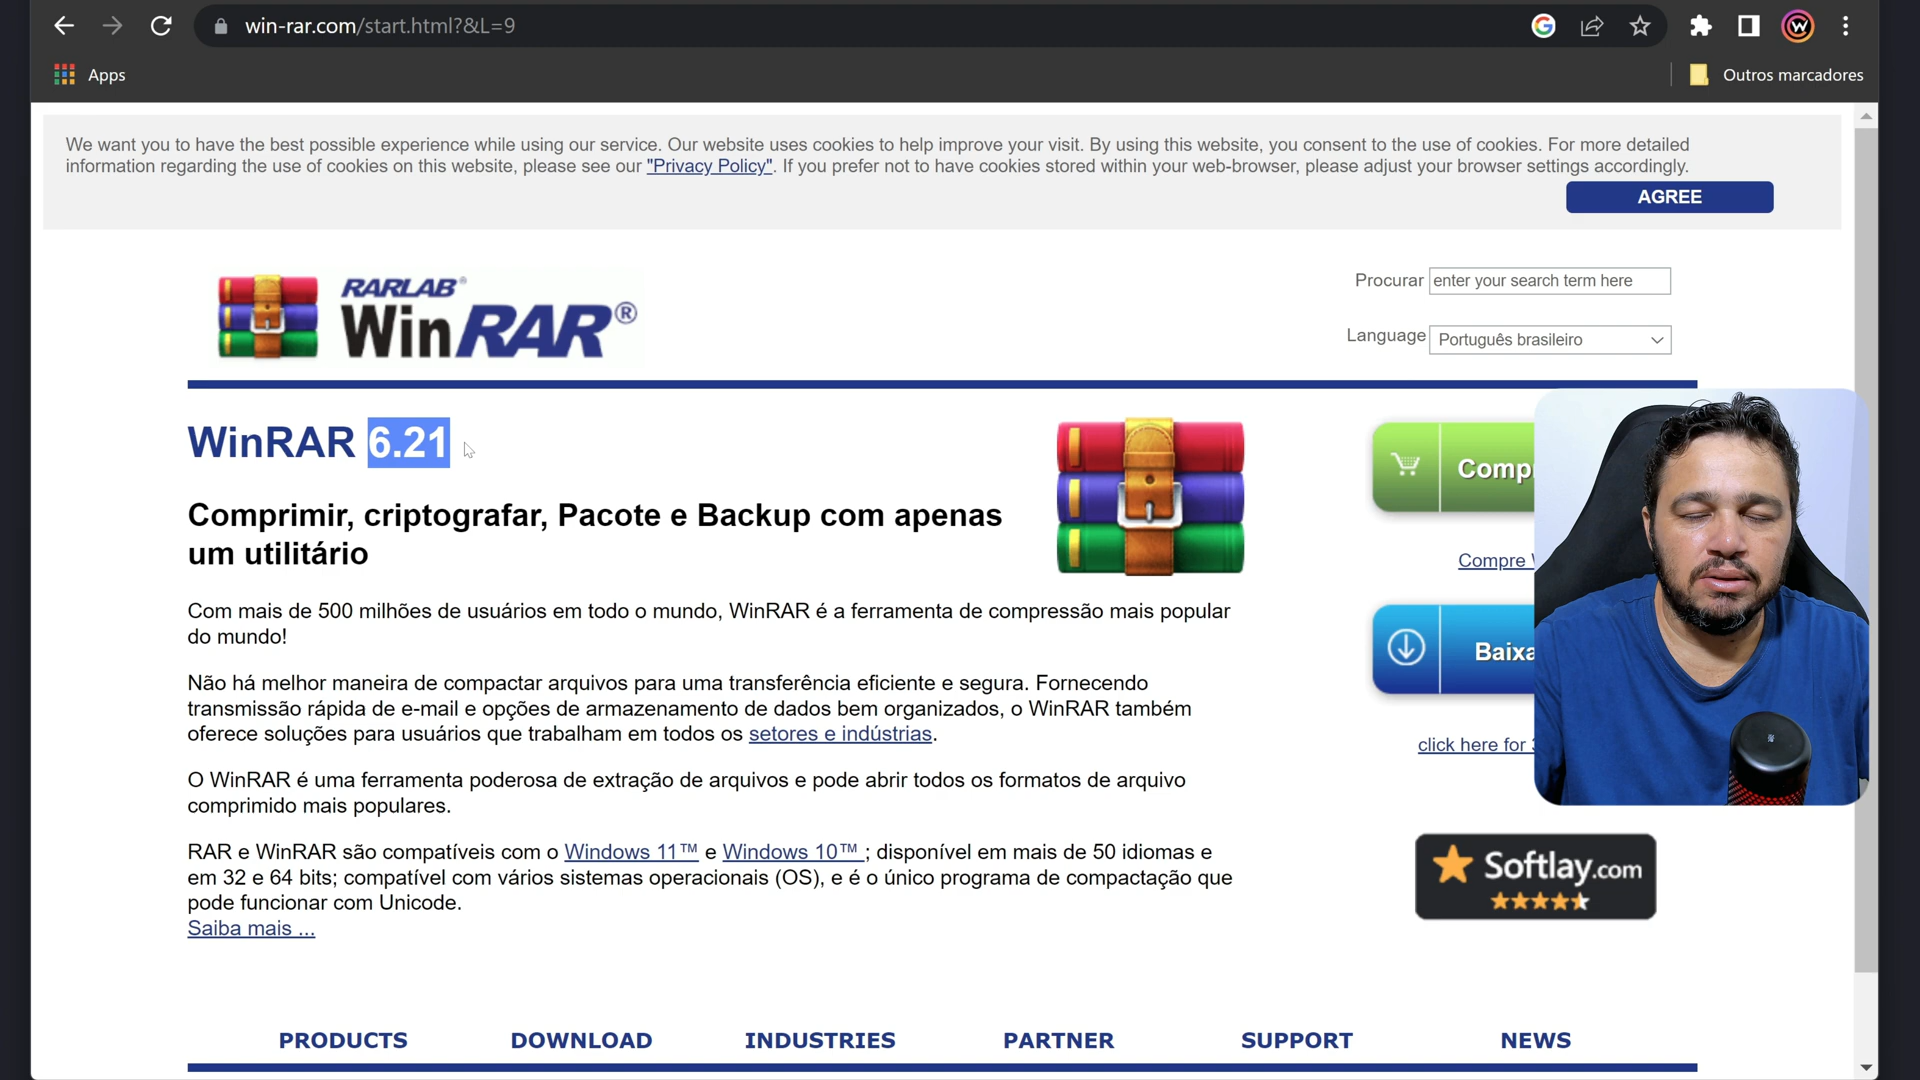 win-rar.com/start.html?&L=9
Apps
Outros marcadores
We want you to have the best possible experience while using our service. Our website uses cookies to help improve your visit. By using this website, you consent to the use of cookies. For more detailed
information regarding the use of cookies on this website, please see our "Privacy Policy". If you prefer not to have cookies stored within your web-browser, please adjust your browser settings accordingly.
AGREE
RARLAB®
WinRAR®
Procurar enter your search term here
Language Português brasileiro
WinRAR 6.21
Comprimir, criptografar, Pacote e Backup com apenas
um utilitário
Com mais de 500 milhões de usuários em todo o mundo, WinRAR é a ferramenta de compressão mais popular
do mundo!
Não há melhor maneira de compactar arquivos para uma transferência eficiente e segura. Fornecendo
transmissão rápida de e-mail e opções de armazenamento de dados bem organizados, o WinRAR também
oferece soluções para usuários que trabalham em todos os setores e indústrias.
O WinRAR é uma ferramenta poderosa de extração de arquivos e pode abrir todos os formatos de arquivo
comprimido mais populares.
RAR e WinRAR são compatíveis com o Windows 11™ e Windows 10™ ; disponível em mais de 50 idiomas e
em 32 e 64 bits; compatível com vários sistemas operacionais (OS), e é o único programa de compactação que
pode funcionar com Unicode.
Saiba mais ...
Comp
Compre
Baixa
click here for
Softlay.com
PRODUCTS DOWNLOAD INDUSTRIES PARTNER SUPPORT NEWS